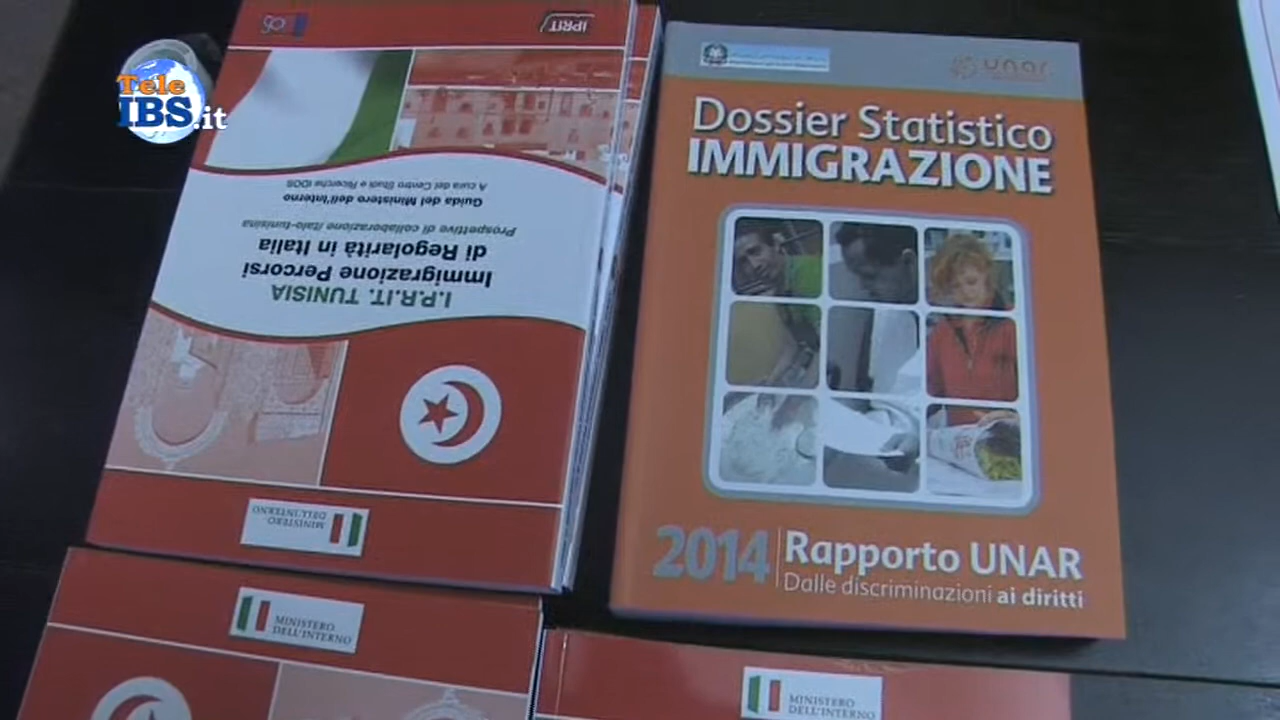 Tele
IBS.it
IPRIT
Guida del Ministero dell'Interno
A cura del Centro Studi e Ricerche IDOS
I.P.R.IT. TUNISIA
Immigrazione Percorsi
di Regolarità in Italia
Prospettive di collaborazione italo-tunisina
MINISTERO
DELL'INTERNO
unar
Dossier Statistico
IMMIGRAZIONE
2014 Rapporto UNAR
Dalle discriminazioni ai diritti
MINISTERO
DELL'INTERNO
MINISTERO
DELL'INTERNO